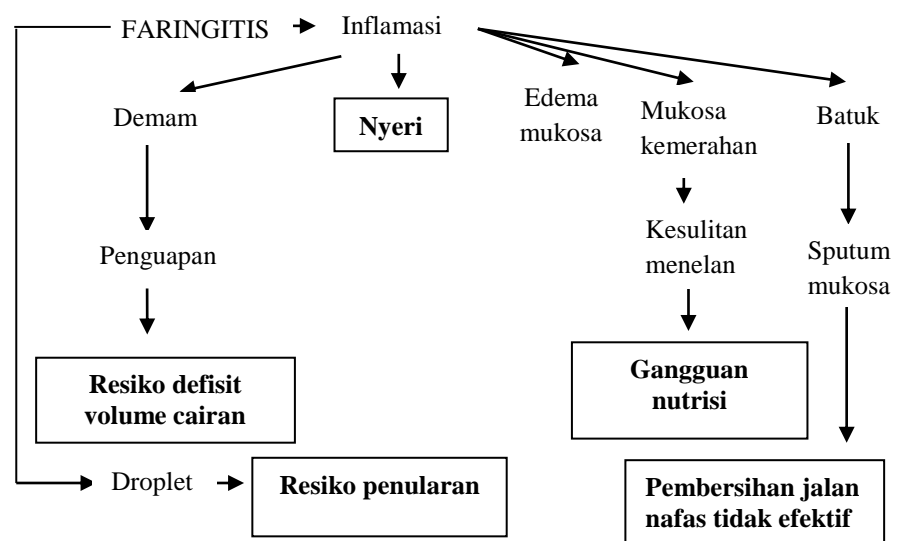 FARINGITIS
Inflamasi
Demam
Nyeri
Edema
mukosa
Mukosa
kemerahan
Batuk
Penguapan
Kesulitan
menelan
Sputum
mukosa
Resiko defisit
volume cairan
Gangguan
nutrisi
Droplet
Resiko penularan
Pembersihan jalan
nafas tidak efektif